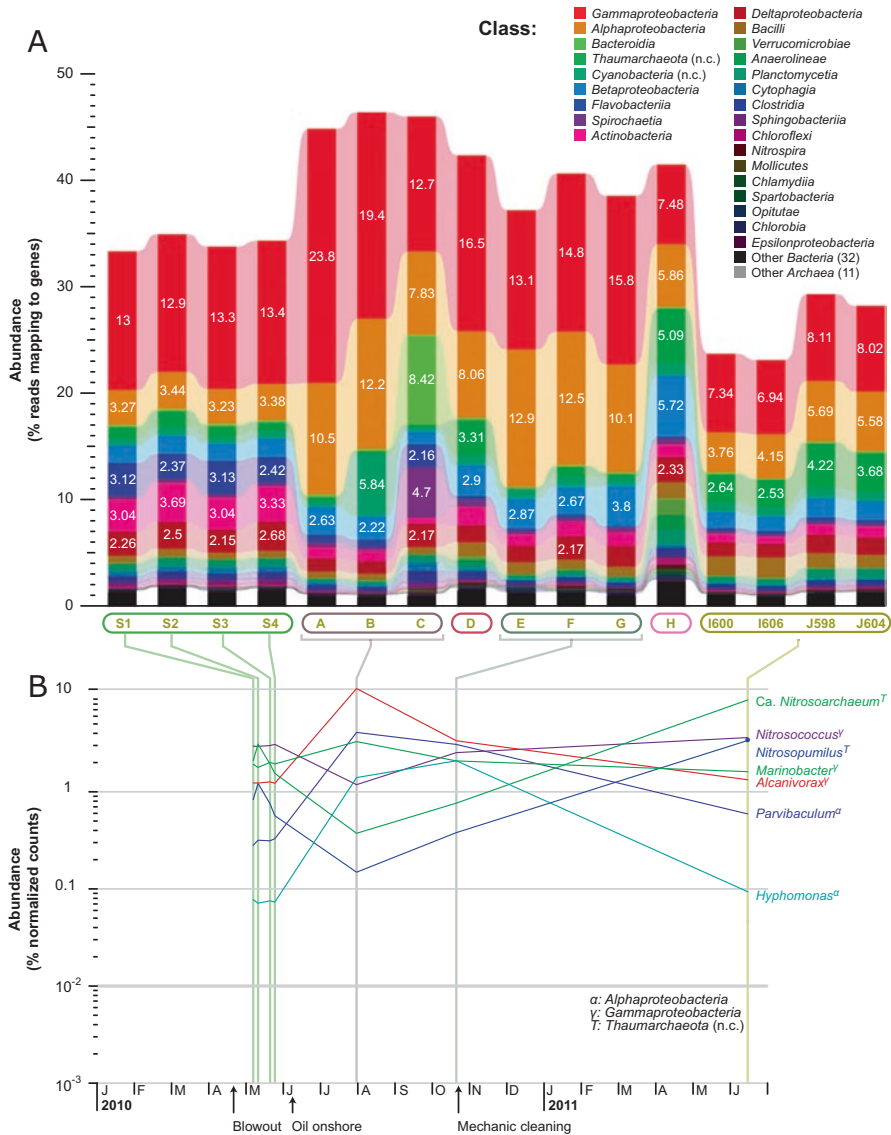 A
Class:
Gammaproteobacteria
Alphaproteobacteria
Bacteroidia
Thaumarchaeota (n.c.)
Cyanobacteria (n.c.)
Betaproteobacteria
Flavobacteriia
Spirochaetia
Actinobacteria
Deltaproteobacteria
Bacilli
Verrucomicrobiae
Anaerolineae
Planctomycetia
Cytophagia
Clostridia
Sphingobacteriia
Chloroflexi
Nitrospira
Mollicutes
Chlamydiia
Spartobacteria
Opitutae
Chlorobia
Epsilonproteobacteria
Other Bacteria (32)
Other Archaea (11)
Abundance
(% reads mapping to genes)
50
40
30
20
10
0
13 12.9 13.3 13.4 23.8 19.4 12.7 16.5 13.1 14.8 15.8 7.48 7.34 6.94 8.11 8.02
3.27 3.44 3.23 3.38 10.5 12.2 7.83 8.06 12.9 12.5 10.1 5.86 3.76 4.15 5.69 5.58
8.42 3.31 5.09 2.64 2.53 4.22 3.68
5.84 2.9 5.72
3.12 2.37 3.13 2.42 2.63 2.22 2.16 2.87 2.67 3.8
3.04 3.69 3.04 3.33 4.7 2.33
2.26 2.5 2.15 2.68 2.17 2.17
S1 S2 S3 S4 A B C D E F G H I600 I606 J598 J604
B
Abundance
(% normalized counts)
10
1
0.1
10⁻²
10⁻³
Ca. Nitrosoarchaeumᵀ
Nitrosococcusᵞ
Nitrosopumilusᵀ
Marinobacterᵞ
Alcanivoraxᵞ
Parvibaculumᵅ
Hyphomonasᵅ
α: Alphaproteobacteria
γ: Gammaproteobacteria
T: Thaumarchaeota (n.c.)
J F M A M J J A S O N D J F M A M J I
2010 2011
Blowout Oil onshore Mechanic cleaning